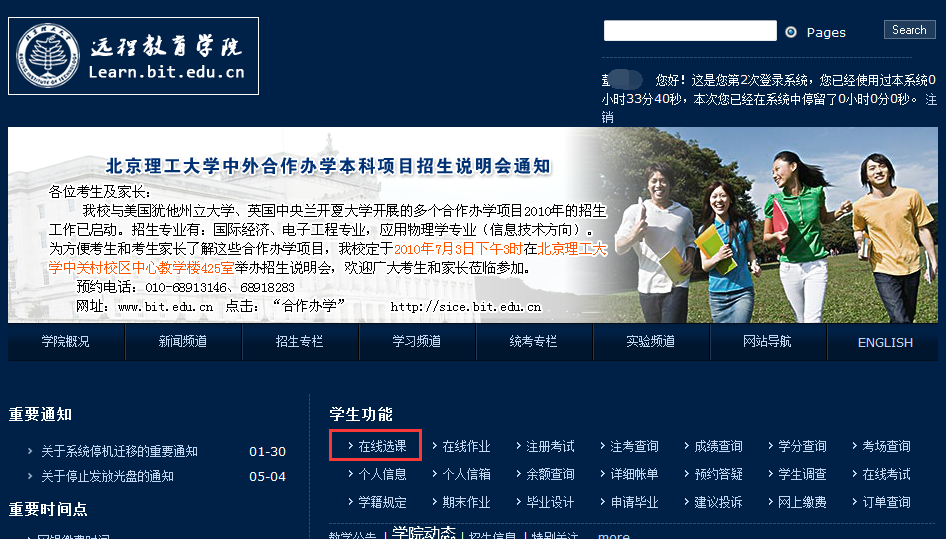 远程教育学院
Learn.bit.edu.cn
Pages
Search
您好！这是您第2次登录系统，您已经使用过本系统0
小时33分40秒，本次您已经在系统中停留了0小时0分0秒。 注
销
北京理工大学中外合作办学本科项目招生说明会通知
各位考生及家长：
我校与美国犹他州立大学、英国中央兰开夏大学开展的多个合作办学项目2010年的招生
工作已启动。招生专业有：国际经济、电子工程专业，应用物理学专业（信息技术方向）。
为方便考生和考生家长了解这些合作办学项目，我校定于2010年7月3日下午3时在北京理工大
学中关村校区中心教学楼425室举办招生说明会，欢迎广大考生和家长莅临参加。
预约电话：010-68913146、68918283
网址：www.bit.edu.cn 点击：“合作办学” http://sice.bit.edu.cn
学院概况 新闻频道 招生专栏 学习频道 统考专栏 实验频道 网站导航 ENGLISH
重要通知
关于系统停机迁移的重要通知 01-30
关于停止发放光盘的通知 05-04
重要时间点
网银缴费时间
学生功能
在线选课 在线作业 注册考试 注考查询 成绩查询 学分查询 考场查询
个人信息 个人信箱 余额查询 详细帐单 预约答疑 学生调查 在线考试
学籍规定 期末作业 毕业设计 申请毕业 建议投诉 网上缴费 订单查询
教学公告 | 学院动态 | 招生信息 | 特别关注 more